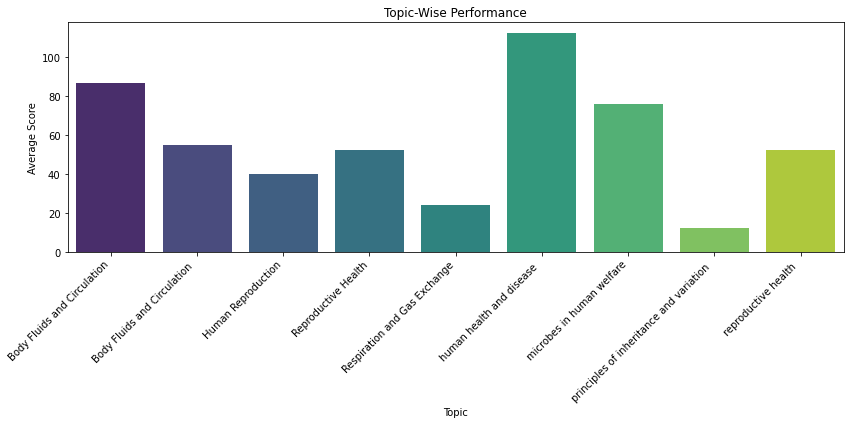 Topic-Wise Performance
Average Score
100
80
60
40
20
0
Body Fluids and Circulation
Body Fluids and Circulation
Human Reproduction
Reproductive Health
Respiration and Gas Exchange
human health and disease
microbes in human welfare
principles of inheritance and variation
reproductive health
Topic